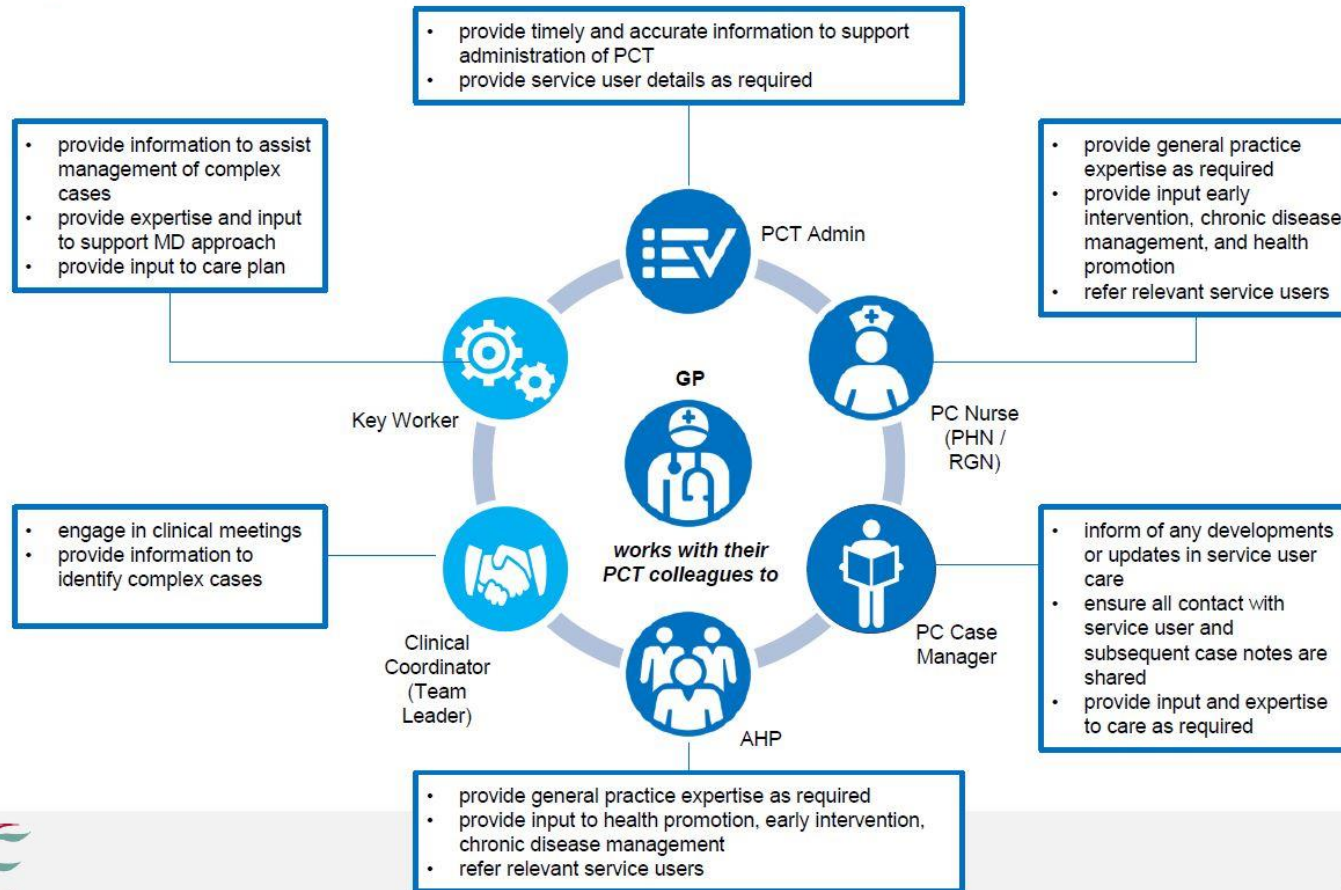 • provide timely and accurate information to support
administration of PCT
• provide service user details as required
• provide information to assist
management of complex
cases
• provide expertise and input
to support MD approach
• provide input to care plan
• provide general practice
expertise as required
• provide input early
intervention, chronic disease
management, and health
promotion
• refer relevant service users
PCT Admin
Key Worker
GP
PC Nurse
(PHN /
RGN)
works with their
PCT colleagues to
• engage in clinical meetings
• provide information to
identify complex cases
• inform of any developments
or updates in service user
care
• ensure all contact with
service user and
subsequent case notes are
shared
• provide input and expertise
to care as required
Clinical
Coordinator
(Team
Leader)
PC Case
Manager
AHP
• provide general practice expertise as required
• provide input to health promotion, early intervention,
chronic disease management
• refer relevant service users